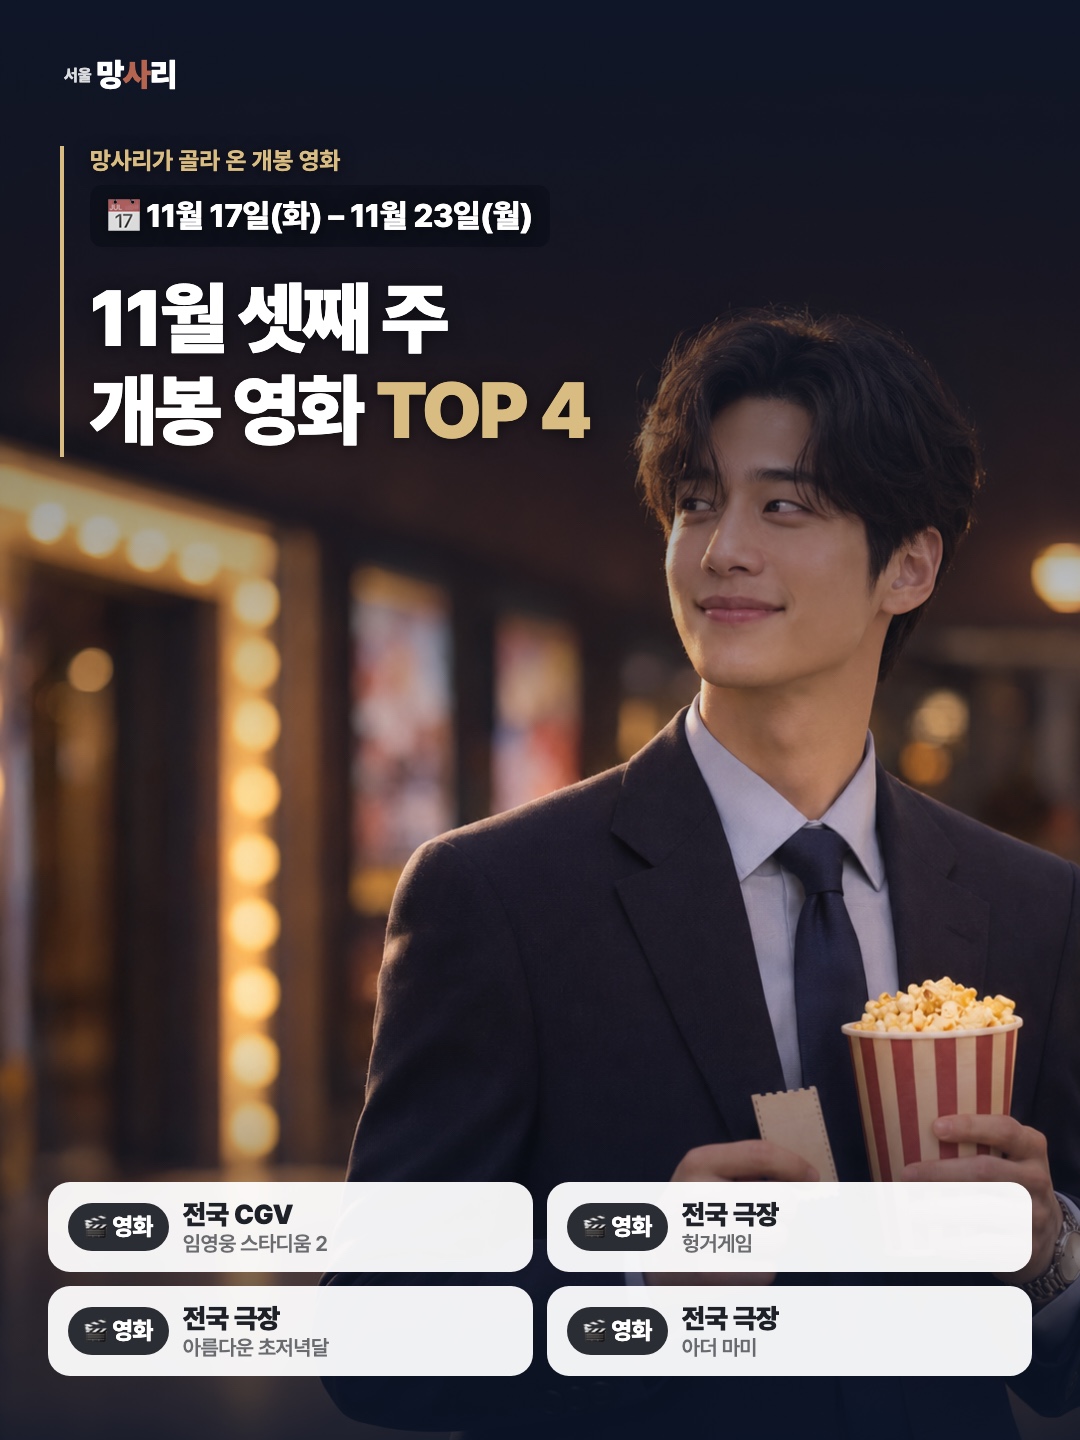 서울 망사리
망사리가 골라 온 개봉 영화
JUL 17 11월 17일(화) – 11월 23일(월)
11월 셋째 주
개봉 영화 TOP 4
영화 전국 CGV
임영웅 스타디움 2
영화 전국 극장
헝거게임
영화 전국 극장
아름다운 초저녁달
영화 전국 극장
아더 마미